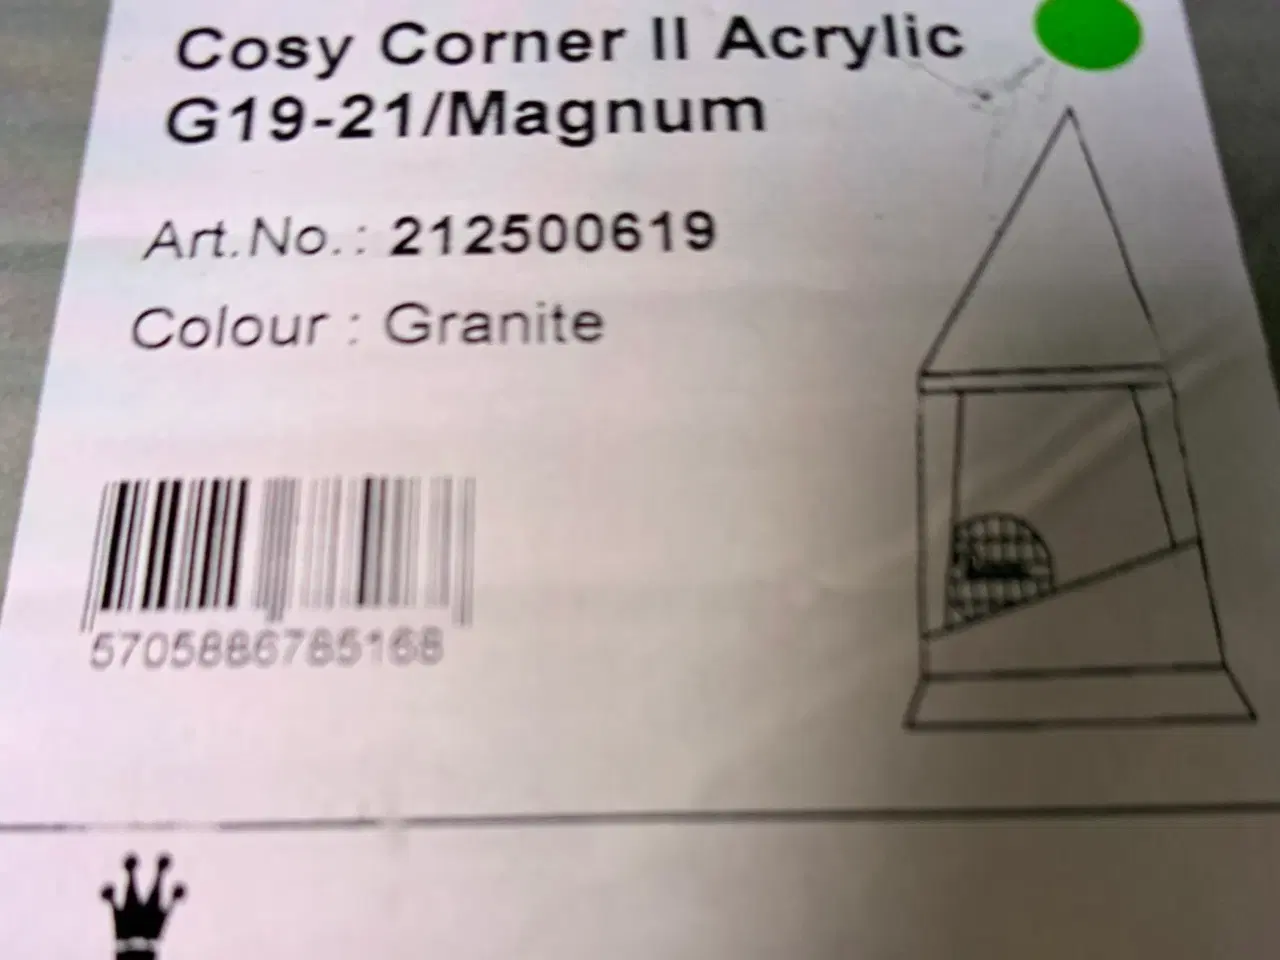 Cosy Corner II Acrylic
G19-21/Magnum
Art.No.: 212500619
Colour : Granite
5705886785168